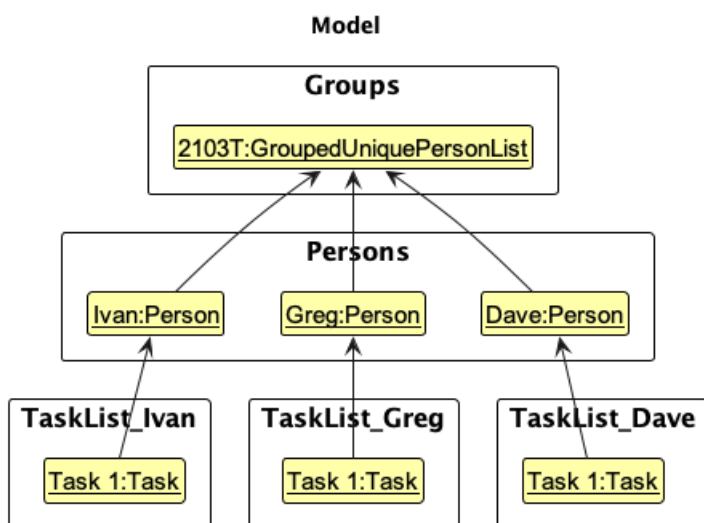 Model
Groups
2103T:GroupedUniquePersonList
Persons
Ivan:Person Greg:Person Dave:Person
TaskList_Ivan TaskList_Greg TaskList_Dave
Task 1:Task Task 1:Task Task 1:Task